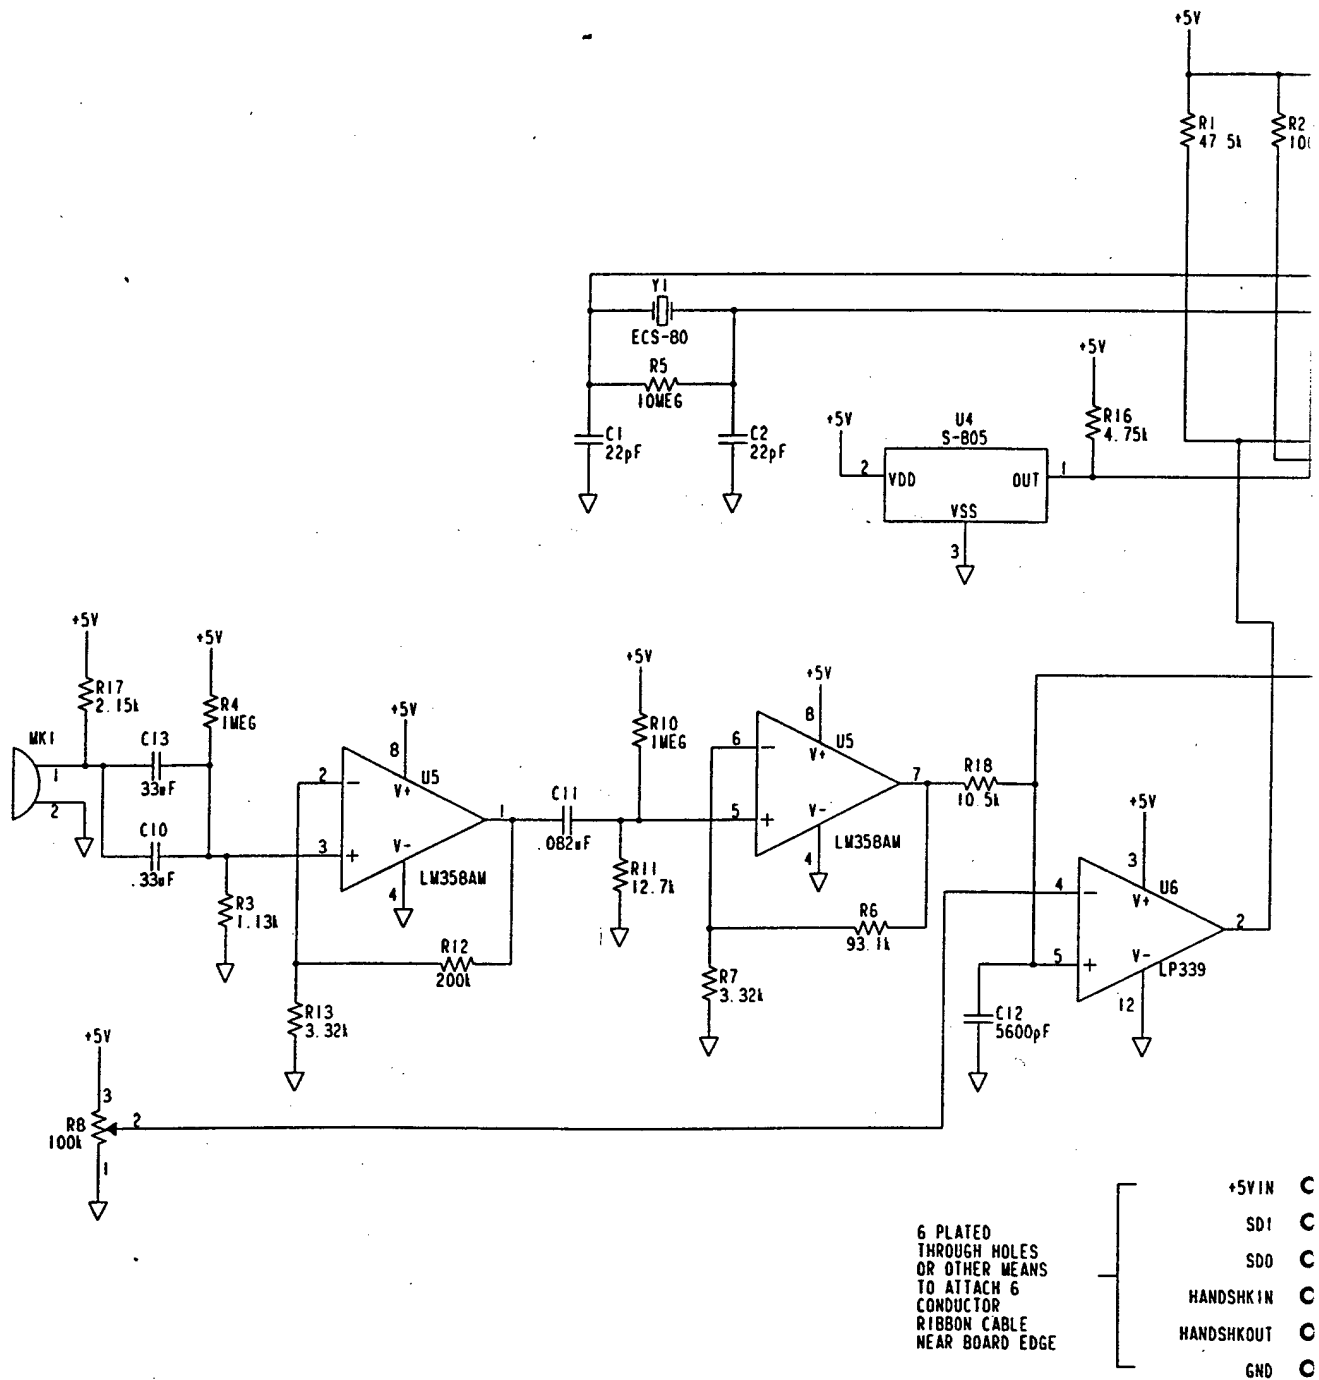 +5V
R1
47 5k
R2
Y1
ECS-80
R5
10MEG
C1
22pF
C2
22pF
+5V
U4
S-805
2
VDD
OUT
1
VSS
3
+5V
R16
4.75k
+5V
R17
2.15k
+5V
R4
1MEG
MK1
1
2
C13
.33uF
C10
.33uF
R3
1.13k
+5V
8
U5
V+
2
3
V-
4
LM358AM
1
R12
200k
R13
3.32k
C11
.082uF
+5V
R10
1MEG
R11
12.7k
+5V
8
U5
V+
6
5
V-
4
LM358AM
7
R6
93.1k
R7
3.32k
R18
10.5k
+5V
3
U6
V+
4
5
V-
12
LP339
2
C12
5600pF
+5V
3
R8
100k
2
1
6 PLATED
THROUGH HOLES
OR OTHER MEANS
TO ATTACH 6
CONDUCTOR
RIBBON CABLE
NEAR BOARD EDGE
+5VIN
SDI
SDO
HANDSHKIN
HANDSHKOUT
GND